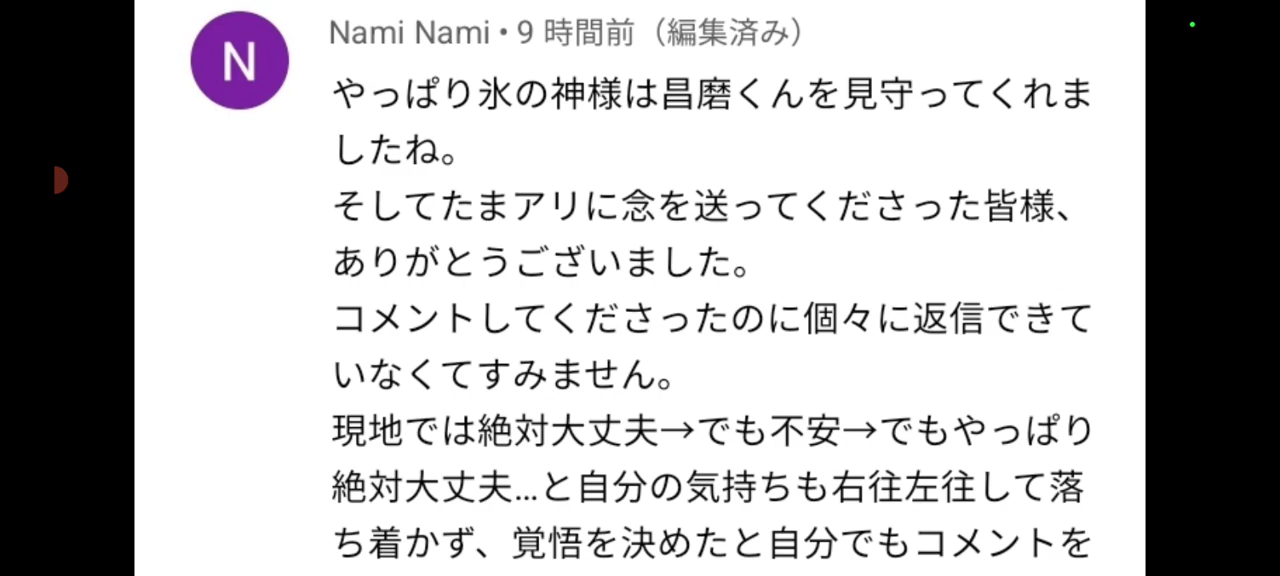 N
Nami Nami • 9 時間前（編集済み）
やっぱり氷の神様は昌磨くんを見守ってくれま
したね。
そしてたまアリに念を送ってくださった皆様、
ありがとうございました。
コメントしてくださったのに個々に返信できて
いなくてすみません。
現地では絶対大丈夫→でも不安→でもやっぱり
絶対大丈夫…と自分の気持ちも右往左往して落
ち着かず、覚悟を決めたと自分でもコメントを